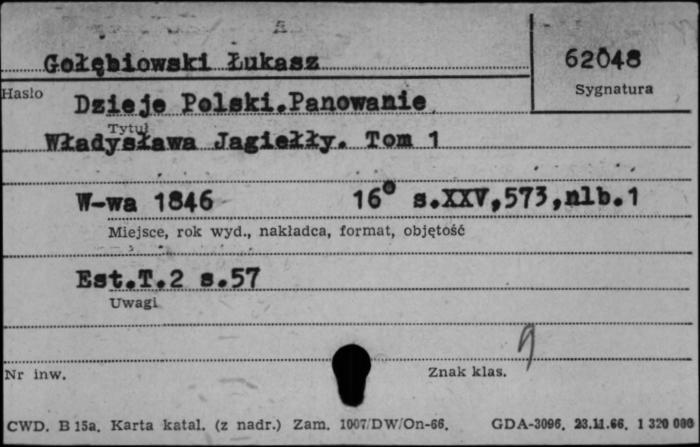 Gołębiowski Łukasz
62048
Sygnatura
Hasło
Dzieje Polski.Panowanie
Tytuł
Władysława Jagiełły. Tom 1
W-wa 1846 16° s.XXV,573,nlb.1
Miejsce, rok wyd., nakładca, format, objętość
Est.T.2 s.57
Uwagi
Nr inw.
Znak klas.
CWD. B 15a. Karta katal. (z nadr.) Zam. 1007/DW/On-66. GDA-3096. 23.11.66. 1 320 000